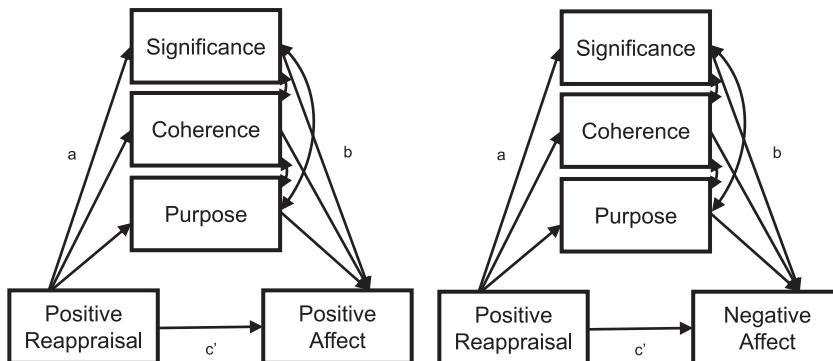 Significance
Coherence
a
b
Purpose
Positive
Reappraisal
c'
Positive
Affect
Significance
Coherence
a
b
Purpose
Positive
Reappraisal
c'
Negative
Affect